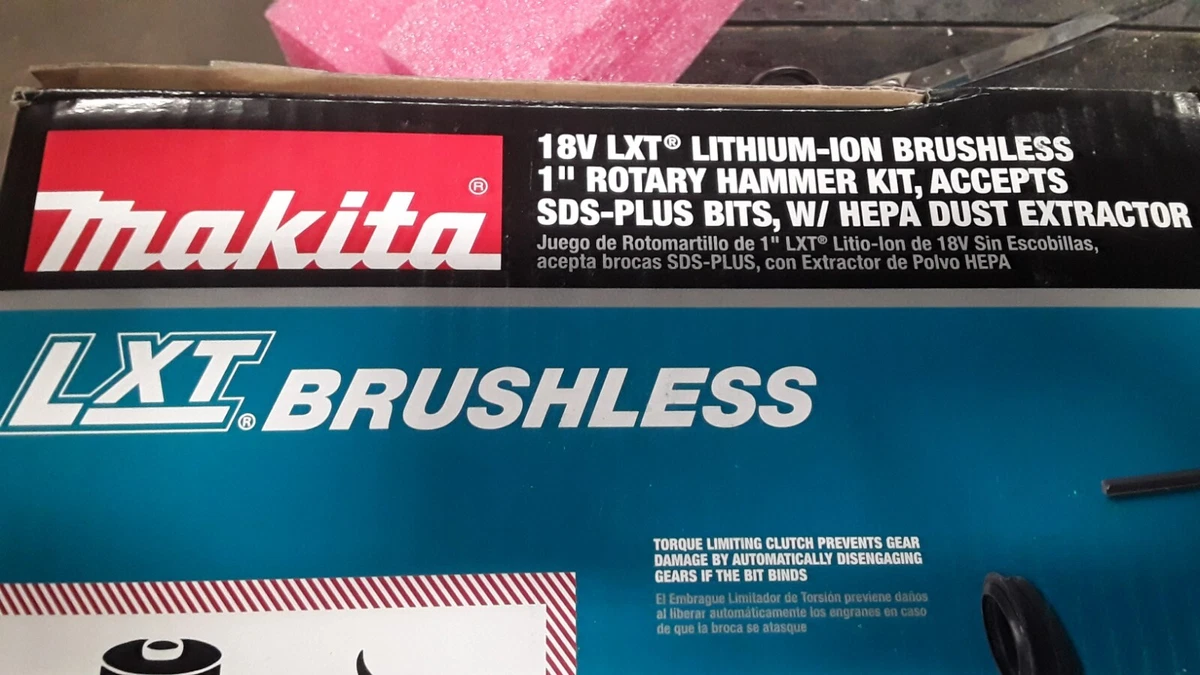 makita®
18V LXT® LITHIUM-ION BRUSHLESS
1" ROTARY HAMMER KIT, ACCEPTS
SDS-PLUS BITS, W/ HEPA DUST EXTRACTOR
Juego de Rotomartillo de 1" LXT® Litio-Ion de 18V Sin Escobillas,
acepta brocas SDS-PLUS, con Extractor de Polvo HEPA
LXT® BRUSHLESS
TORQUE LIMITING CLUTCH PREVENTS GEAR
DAMAGE BY AUTOMATICALLY DISENGAGING
GEARS IF THE BIT BINDS
El Embrague Limitador de Torsión previene daños
al liberar automáticamente los engranes en caso
de que la broca se atasque